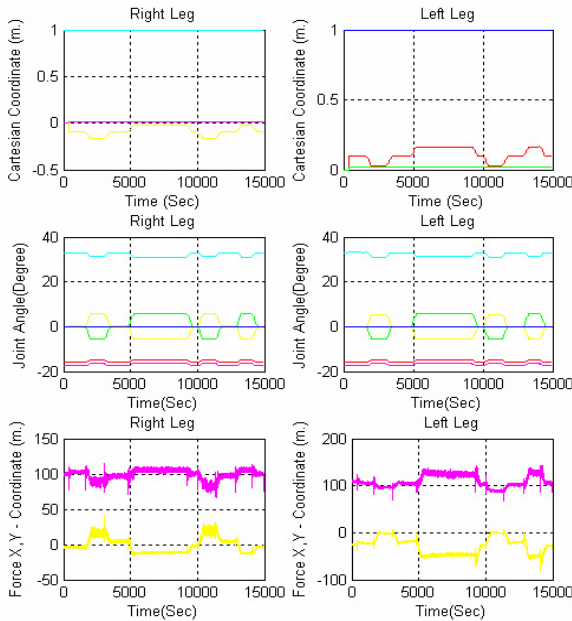 Right Leg
Left Leg
Cartesian Coordinate (m.)
1
0.5
0
-0.5
0
5000
10000
15000
Time (Sec)
Cartesian Coordinate (m.)
1
0.5
0
0
5000
10000
15000
Time (Sec)
Right Leg
Left Leg
Joint Angle(Degree)
40
20
0
-20
0
5000
10000
15000
Time(Sec)
Joint Angle(Degree)
40
20
0
-20
0
5000
10000
15000
Time(Sec)
Right Leg
Left Leg
Force X,Y - Coordinate (m.)
150
100
50
0
-50
0
5000
10000
15000
Time(Sec)
Force X,Y - Coordinate (m.)
200
100
0
-100
0
5000
10000
15000
Time(Sec)